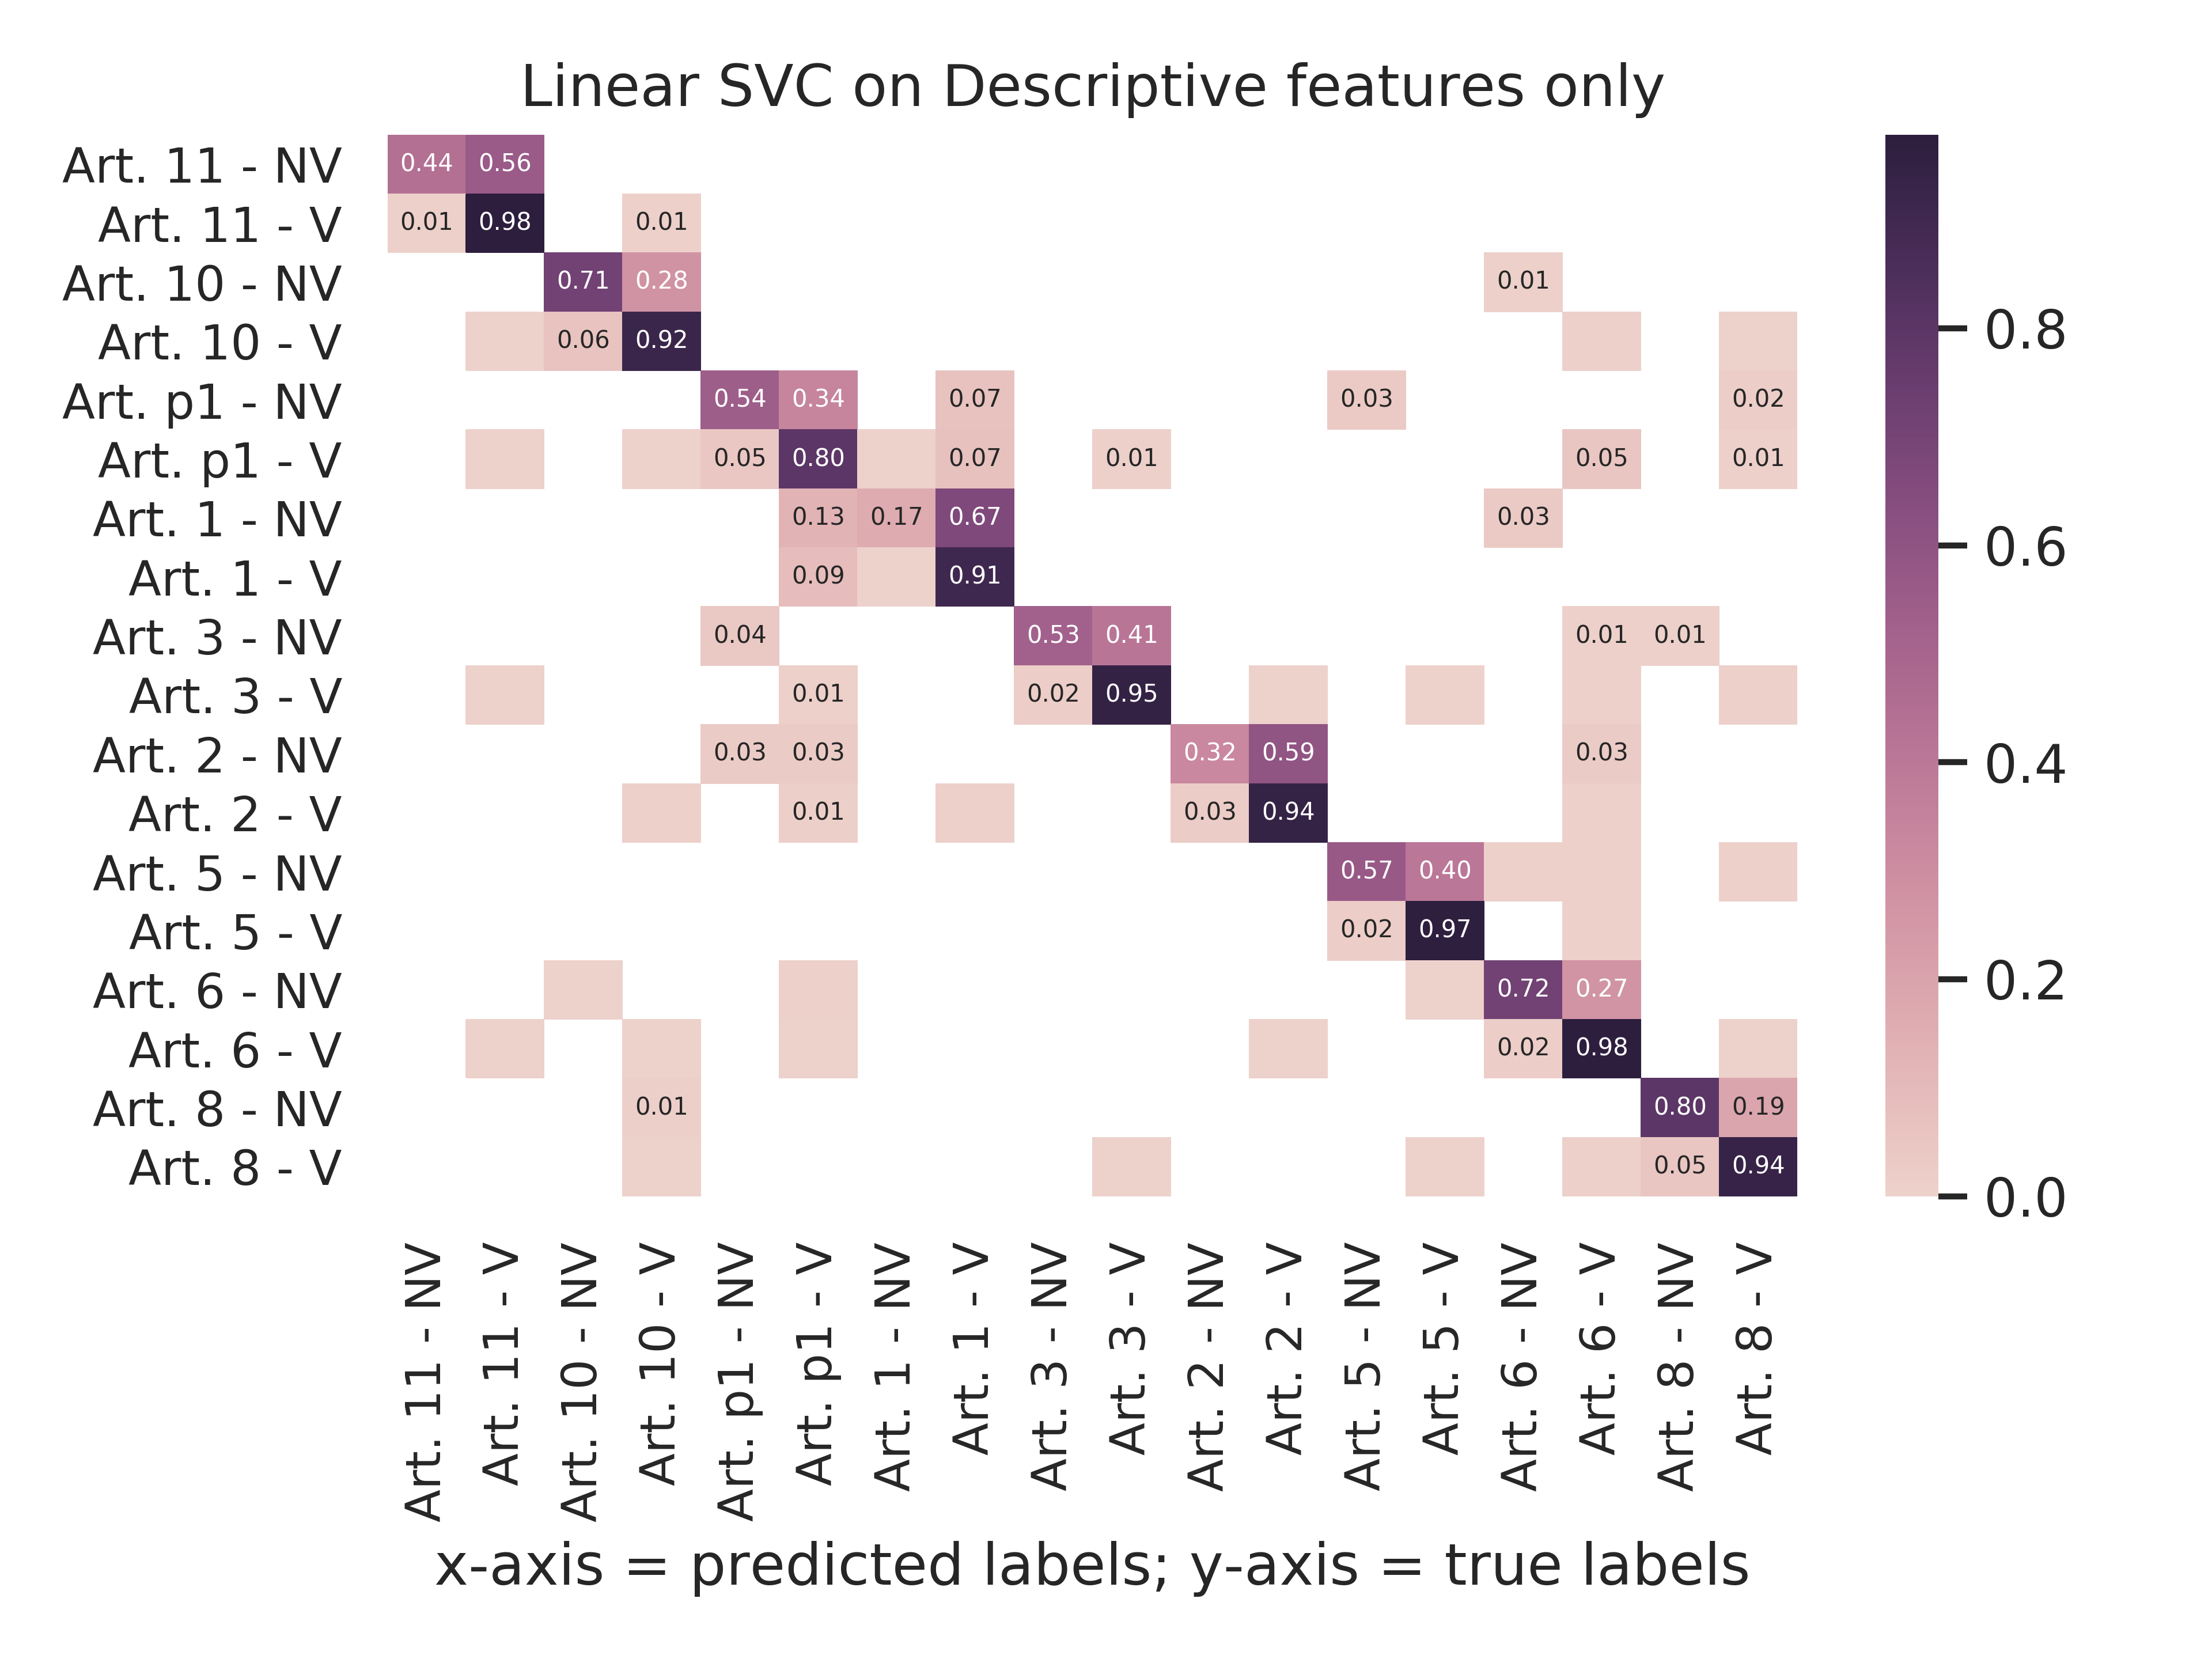 Linear SVC on Descriptive features only
Art. 11 - NV 0.44 0.56
Art. 11 - V 0.01 0.98 0.01
Art. 10 - NV 0.71 0.28 0.01
Art. 10 - V 0.06 0.92
Art. p1 - NV 0.54 0.34 0.07 0.03 0.02
Art. p1 - V 0.05 0.80 0.07 0.01 0.05 0.01
Art. 1 - NV 0.13 0.17 0.67 0.03
Art. 1 - V 0.09 0.91
Art. 3 - NV 0.04 0.53 0.41 0.01 0.01
Art. 3 - V 0.01 0.02 0.95
Art. 2 - NV 0.03 0.03 0.32 0.59 0.03
Art. 2 - V 0.01 0.03 0.94
Art. 5 - NV 0.57 0.40
Art. 5 - V 0.02 0.97
Art. 6 - NV 0.72 0.27
Art. 6 - V 0.02 0.98
Art. 8 - NV 0.01 0.80 0.19
Art. 8 - V 0.05 0.94
0.8
0.6
0.4
0.2
0.0
Art. 11 - NV
Art. 11 - V
Art. 10 - NV
Art. 10 - V
Art. p1 - NV
Art. p1 - V
Art. 1 - NV
Art. 1 - V
Art. 3 - NV
Art. 3 - V
Art. 2 - NV
Art. 2 - V
Art. 5 - NV
Art. 5 - V
Art. 6 - NV
Art. 6 - V
Art. 8 - NV
Art. 8 - V
x-axis = predicted labels; y-axis = true labels